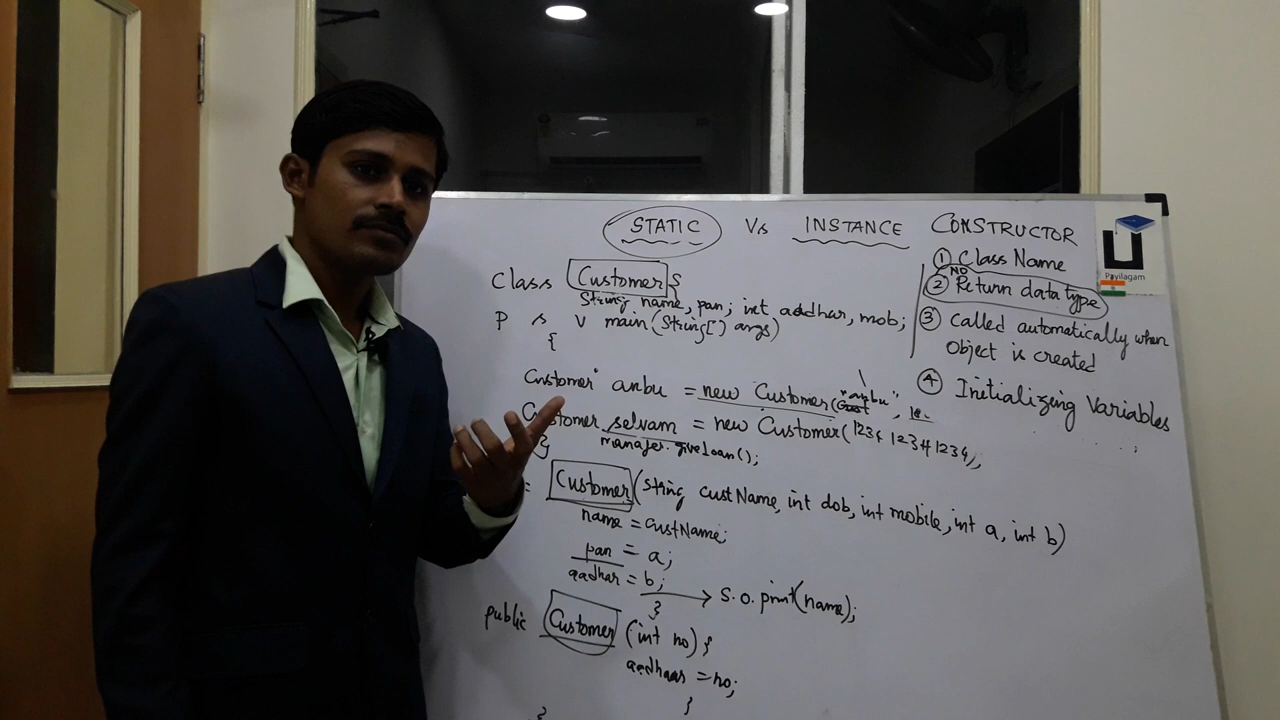 STATIC Vs INSTANCE CONSTRUCTOR
Class Customer {
String name, pan; int aadhar, mob;
P s v main(String[] args)
{
Customer anbu = new Customer("anbu",
Customer selvam = new Customer(1234 1234 1234);
manager.giveloan();
}
Customer (String custName, int dob, int mobile, int a, int b)
name = custName;
pan = a;
aadhar = b;
} S.O.print(name);
public Customer (int no) {
aadhaar = no;
}
}
① Class Name
② NO Return data type
③ Called automatically when
Object is created
④ Initializing Variables
Payilagam